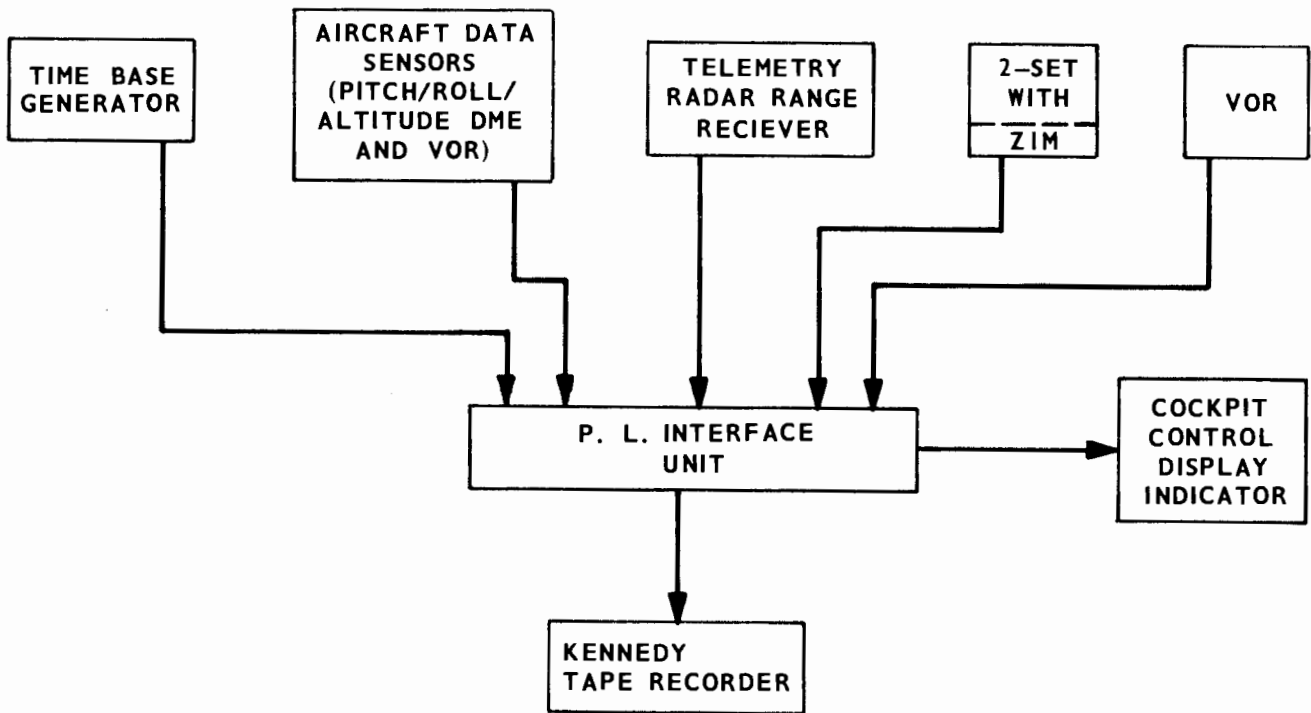 TIME BASE
GENERATOR
AIRCRAFT DATA
SENSORS
(PITCH/ROLL/
ALTITUDE DME
AND VOR)
TELEMETRY
RADAR RANGE
RECIEVER
2-SET
WITH
ZIM
VOR
P. L. INTERFACE
UNIT
COCKPIT
CONTROL
DISPLAY
INDICATOR
KENNEDY
TAPE RECORDER